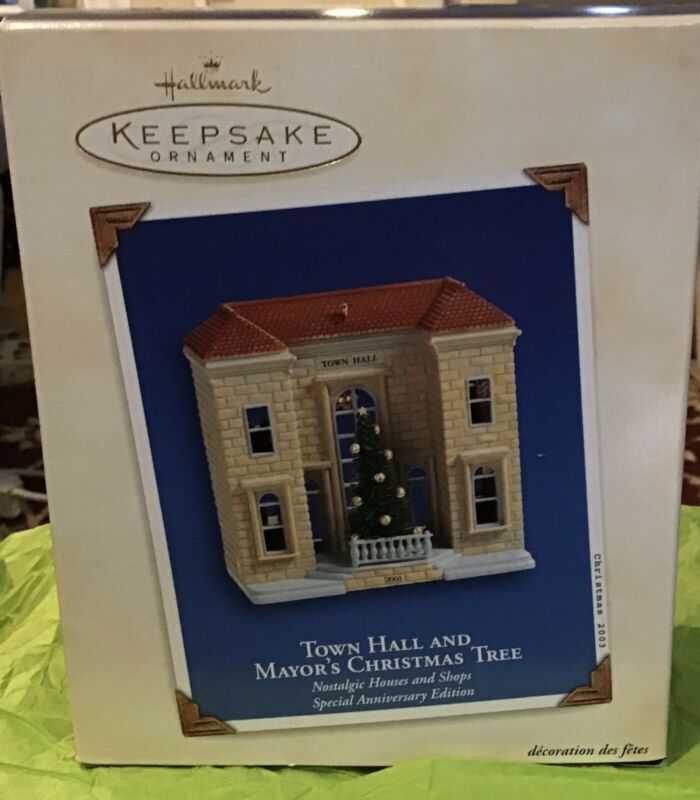 Hallmark
KEEPSAKE
ORNAMENT
TOWN HALL
2003
Christmas 2003
TOWN HALL AND
MAYOR'S CHRISTMAS TREE
Nostalgic Houses and Shops
Special Anniversary Edition
décoration des fêtes